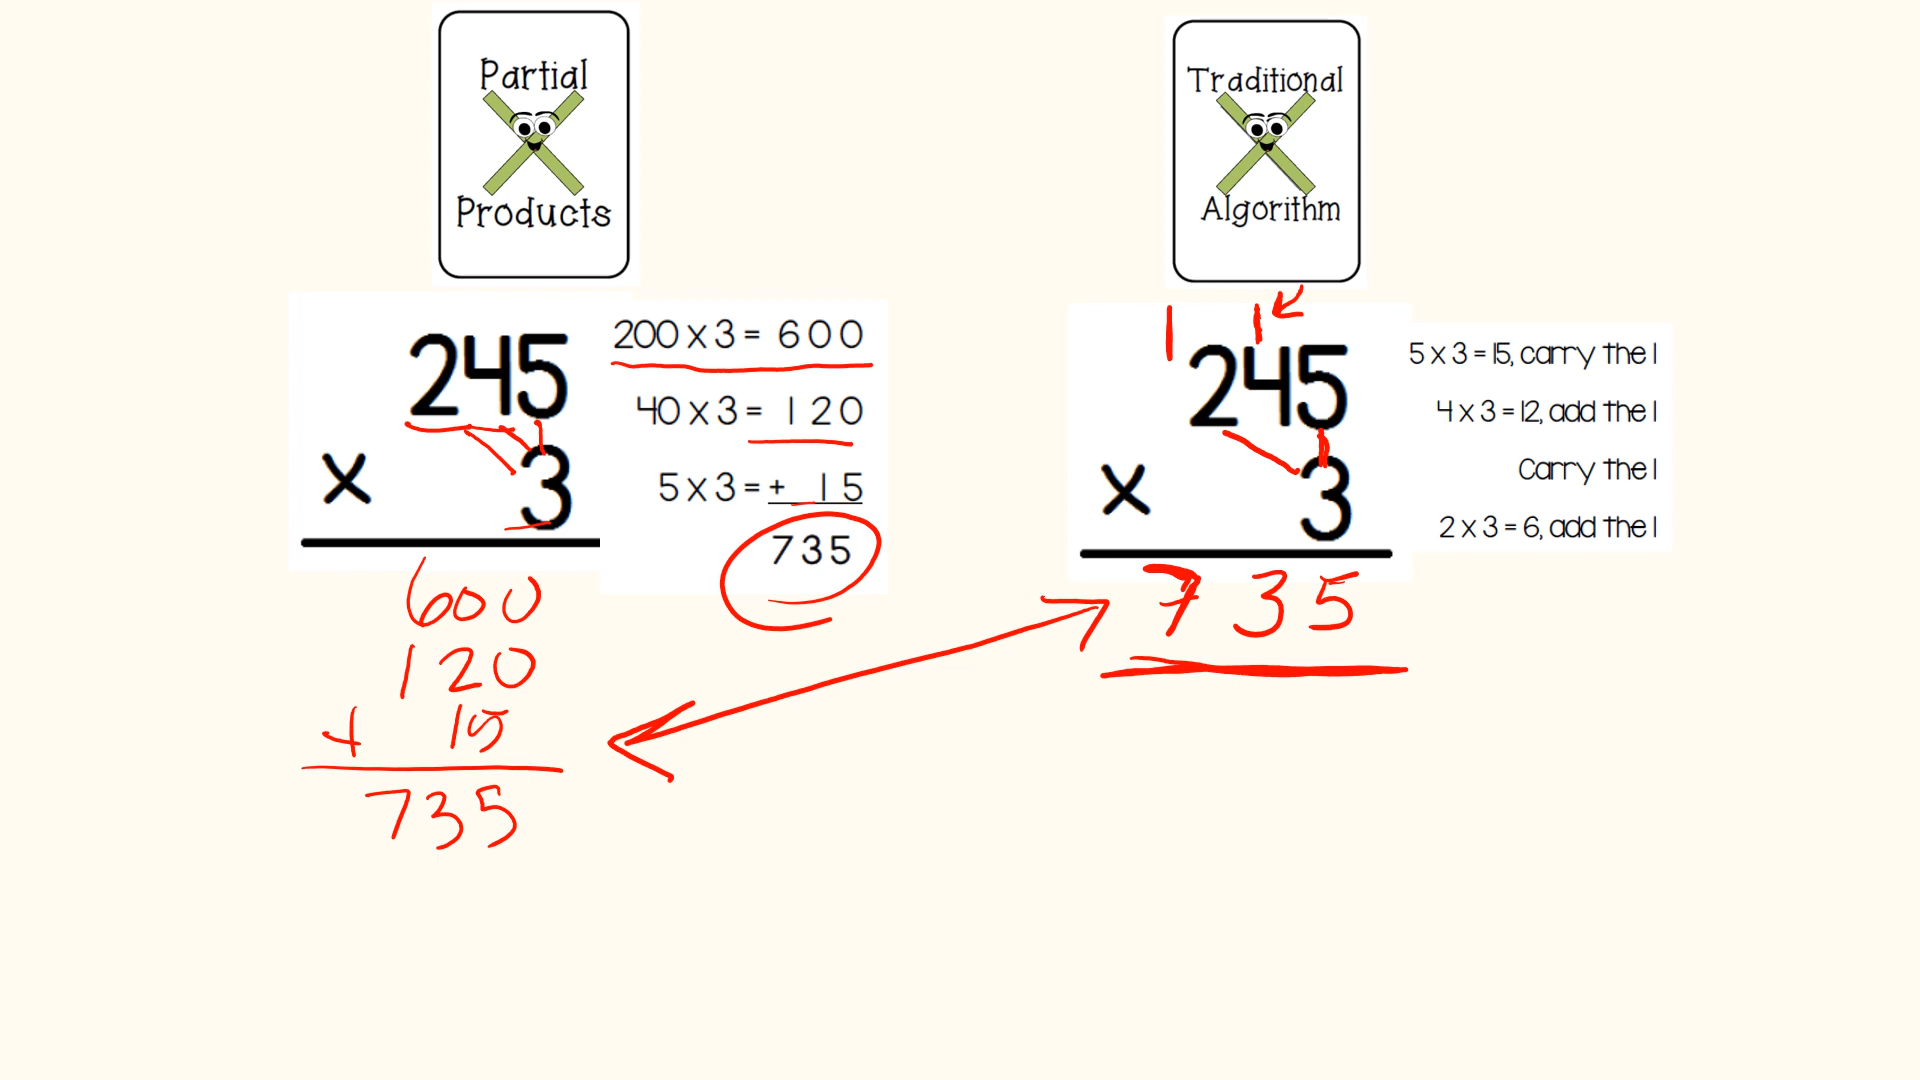 Partial
Products
245
x 3
600
120
+ 15
735
200 x 3 = 600
40 x 3 = 120
5 x 3 = + 15
735
Traditional
Algorithm
1 1
245
x 3
735
5 x 3 = 15, carry the 1
4 x 3 = 12, add the 1
Carry the 1
2 x 3 = 6, add the 1